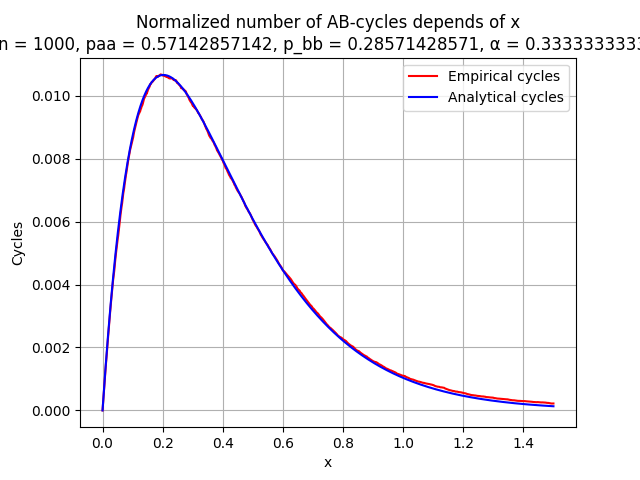 Normalized number of AB-cycles depends of x
n = 1000, paa = 0.57142857142, p_bb = 0.28571428571, α = 0.3333333333
Empirical cycles
Analytical cycles
Cycles
0.010
0.008
0.006
0.004
0.002
0.000
0.0 0.2 0.4 0.6 0.8 1.0 1.2 1.4
x